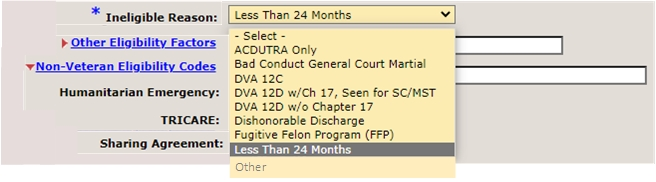 * Ineligible Reason: Less Than 24 Months
- Select -
Other Eligibility Factors
ACDUTRA Only
Bad Conduct General Court Martial
Non-Veteran Eligibility Codes
DVA 12C
Humanitarian Emergency:
DVA 12D w/Ch 17, Seen for SC/MST
DVA 12D w/o Chapter 17
TRICARE:
Dishonorable Discharge
Fugitive Felon Program (FFP)
Sharing Agreement:
Less Than 24 Months
Other